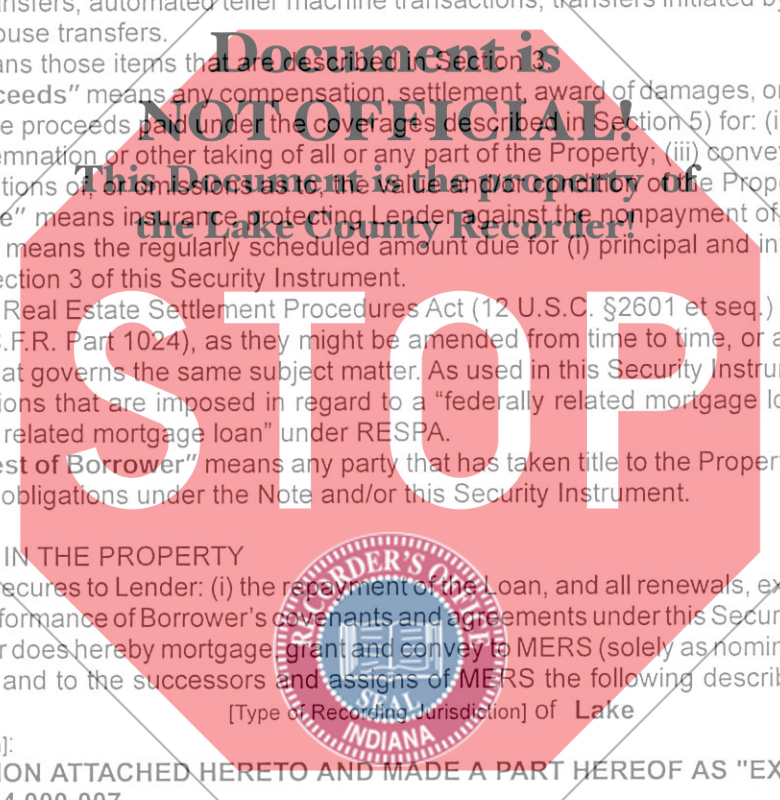 nsfers, automated teller machine transactions, transfers initiated by
ouse transfers.
Document is
ans those items that are described in Section 3.
ceeds” means any compensation, settlement, award of damages, or
NOT OFFICIAL!
e proceeds paid under the coverages described in Section 5) for: (i
emnation or other taking of all or any part of the Property; (iii) convey
This Document is the property of
tions of, or omissions as to, the value and/or condition of the Prop
e” means insurance protecting Lender against the nonpayment of
the Lake County Recorder!
means the regularly scheduled amount due for (i) principal and in
ection 3 of this Security Instrument.
Real Estate Settlement Procedures Act (12 U.S.C. §2601 et seq.)
C.F.R. Part 1024), as they might be amended from time to time, or a
at governs the same subject matter. As used in this Security Instru
STOP
ions that are imposed in regard to a “federally related mortgage lo
related mortgage loan” under RESPA.
est of Borrower” means any party that has taken title to the Proper
obligations under the Note and/or this Security Instrument.
IN THE PROPERTY
ecures to Lender: (i) the repayment of the Loan, and all renewals, ex
formance of Borrower’s covenants and agreements under this Secur
r does hereby mortgage, grant and convey to MERS (solely as nomin
and to the successors and assigns of MERS the following describ
RECORDER'S OFFICE
SEAL
INDIANA
[Type of Recording Jurisdiction] of Lake
]:
ION ATTACHED HERETO AND MADE A PART HEREOF AS "EX